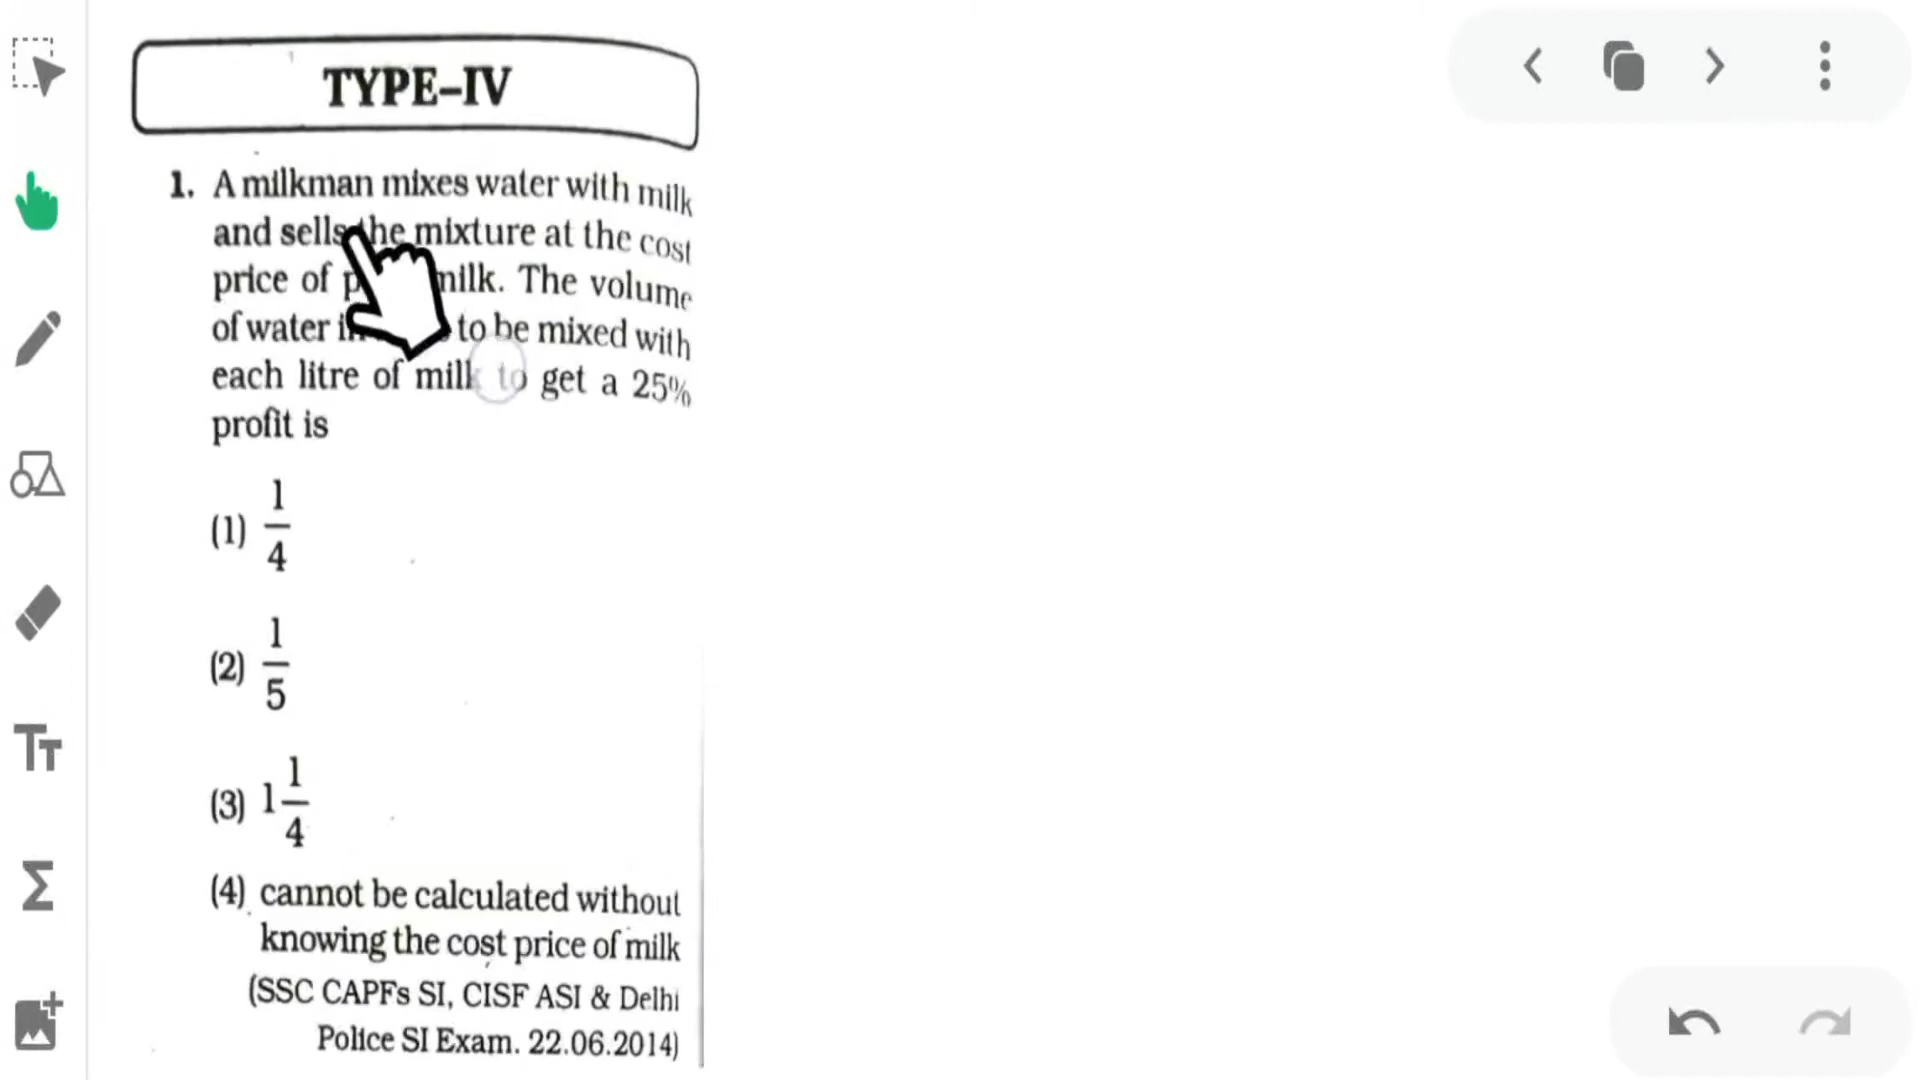 TYPE–IV
1. A milkman mixes water with milk
and sells the mixture at the cost
price of milk. The volume
of water to be mixed with
each litre of milk to get a 25%
profit is
(1) 1/4
(2) 1/5
(3) 1 1/4
(4) cannot be calculated without
knowing the cost price of milk
(SSC CAPFs SI, CISF ASI & Delhi
Police SI Exam. 22.06.2014)
Tт
Σ